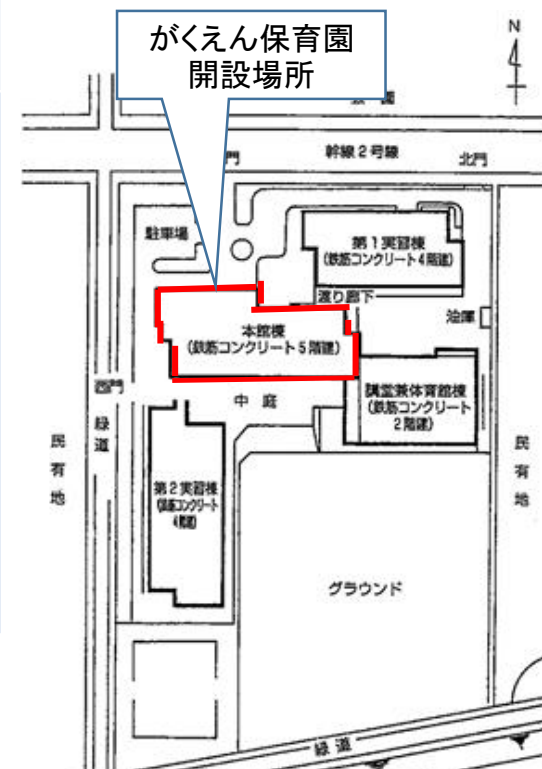 がくえん保育園
開設場所
N
門
幹線2号線
北門
駐車場
第1実習棟
(鉄筋コンクリート4階建)
渡り廊下
油庫
本館棟
(鉄筋コンクリート5階建)
講堂兼体育館棟
(鉄筋コンクリート
2階建)
西門
中庭
緑道
民有地
民有地
第2実習棟
(鉄筋コンクリート
4階建)
グラウンド
緑道